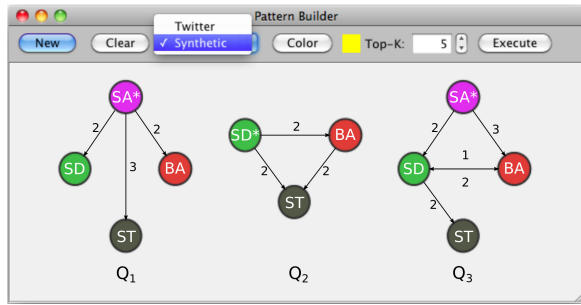 Pattern Builder
Twitter
New Clear ✓ Synthetic Color Top-K: 5 Execute
SA* SA*
2 2 2 3
SD* 2 BA
SD 3 BA 2 2 SD 1 BA
2
ST 2
ST ST
Q1 Q2 Q3